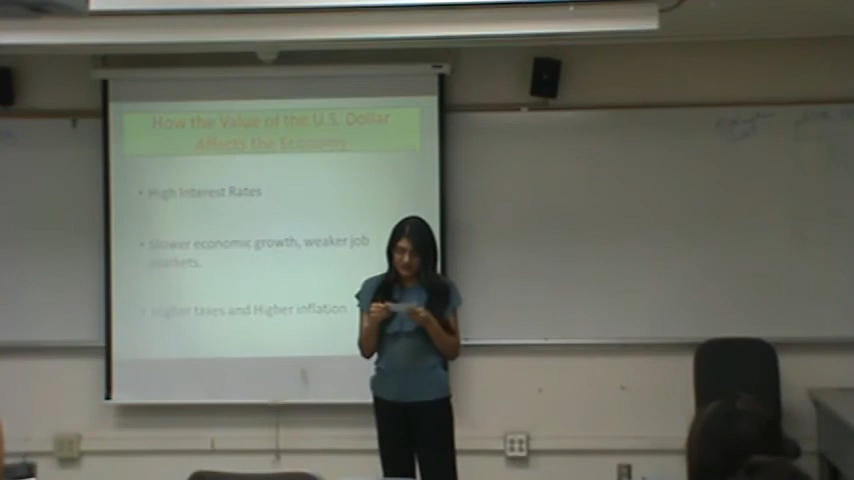 How the Value of the U.S. Dollar
Affects the Economy
• High Interest Rates
• Slower economic growth, weaker job
markets.
• Higher taxes and Higher inflation